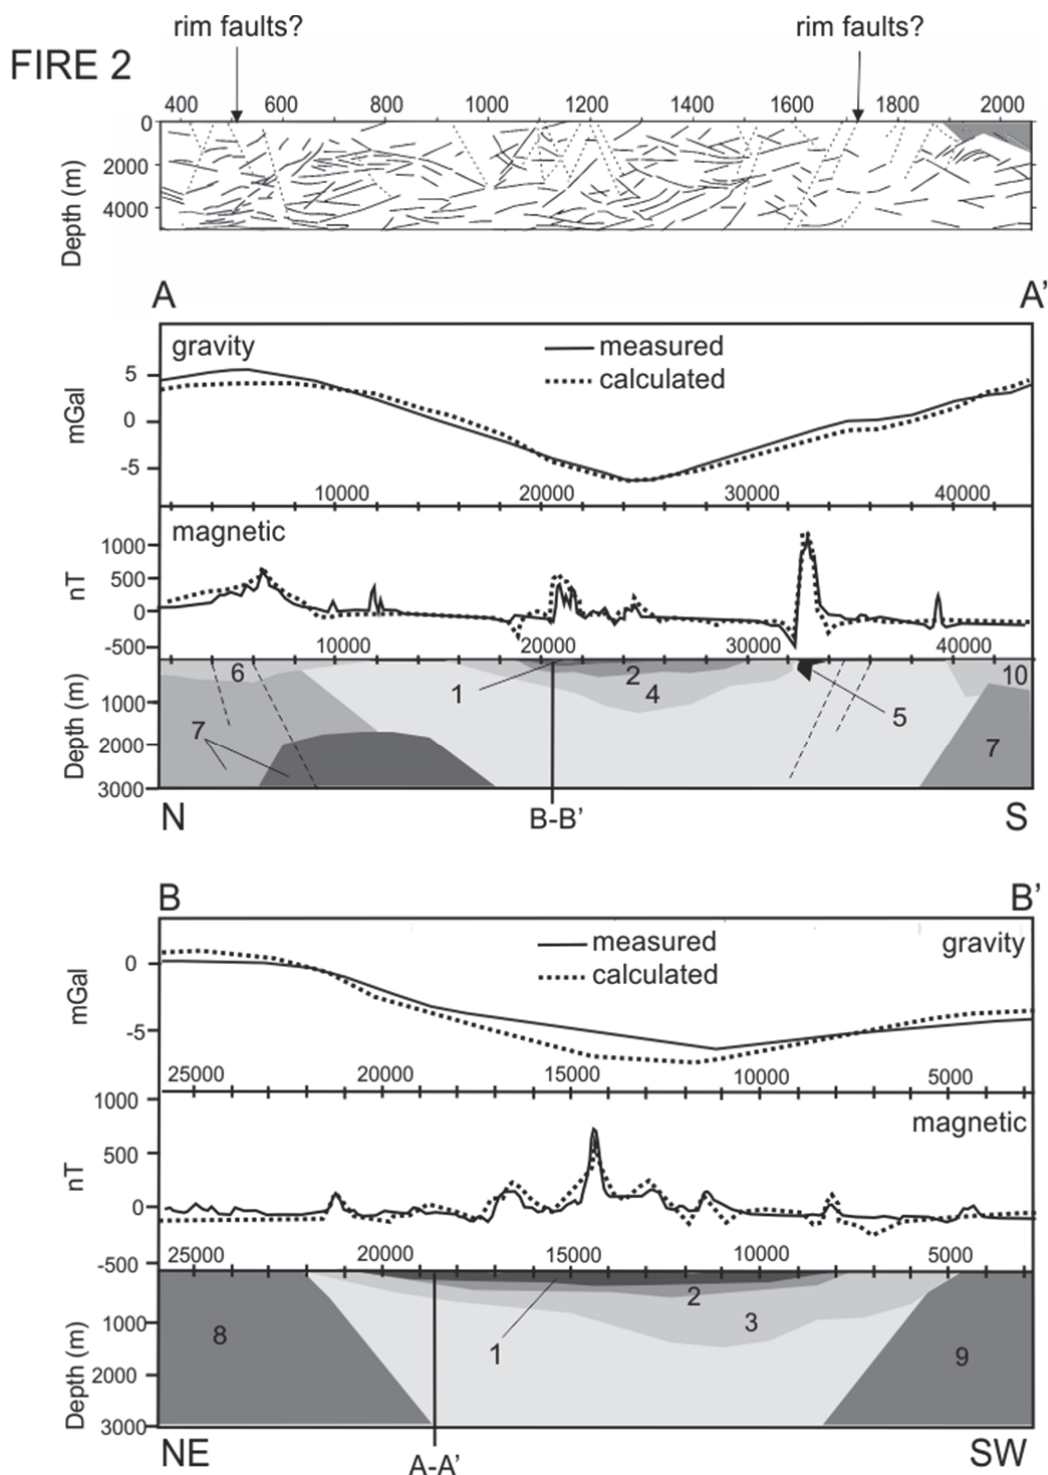 rim faults? rim faults?
FIRE 2
400 600 800 1000 1200 1400 1600 1800 2000
0
2000
4000
Depth (m)
A A’
gravity
measured
calculated
5
0
-5
mGal
10000 20000 30000 40000
magnetic
1000
500
0
-500
nT
10000 20000 30000 40000
6 2 10
1 4
5
7 7
1000
2000
3000
Depth (m)
N B-B’ S
B B’
measured gravity
calculated
0
-5
mGal
25000 20000 15000 10000 5000
magnetic
1000
500
0
-500
nT
25000 20000 15000 10000 5000
2
8 3
1 9
1000
2000
3000
Depth (m)
NE A-A’ SW